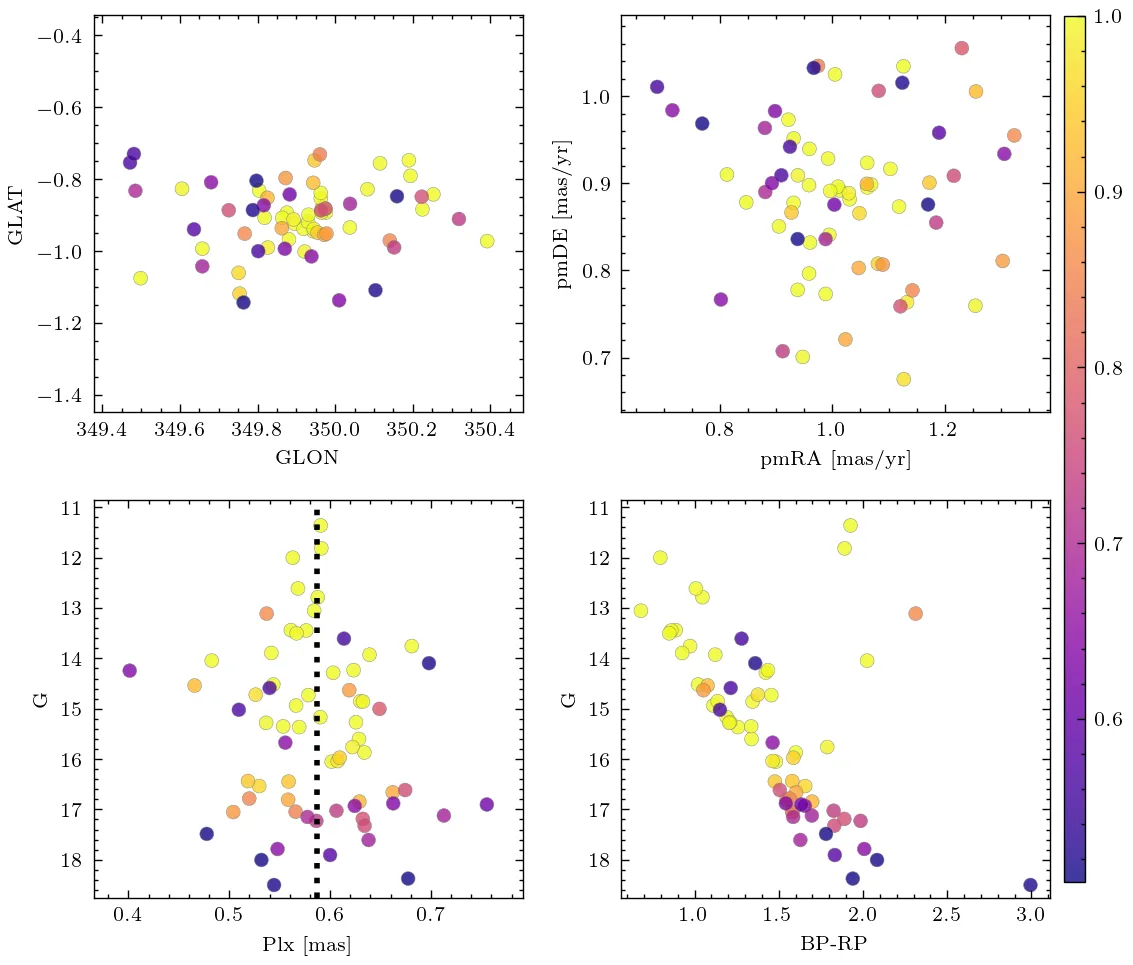 −0.4
−0.6
−0.8
−1.0
−1.2
−1.4
GLAT
349.4 349.6 349.8 350.0 350.2 350.4
GLON
1.0
0.9
0.8
0.7
pmDE [mas/yr]
0.8 1.0 1.2
pmRA [mas/yr]
1.0
0.9
0.8
0.7
0.6
11
12
13
14
15
16
17
18
G
0.4 0.5 0.6 0.7
Plx [mas]
11
12
13
14
15
16
17
18
G
1.0 1.5 2.0 2.5 3.0
BP-RP